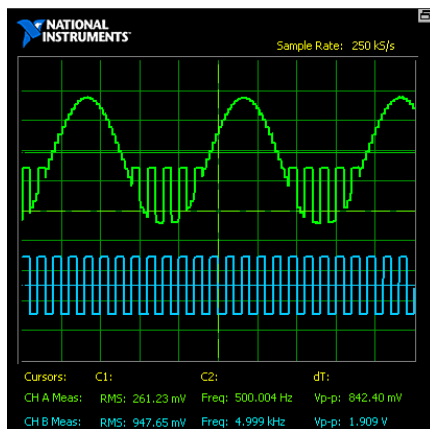 NATIONAL
INSTRUMENTS™
Sample Rate: 250 kS/s
Cursors: C1: C2: dT:
CH A Meas: RMS: 261.23 mV Freq: 500.004 Hz Vp-p: 842.40 mV
CH B Meas: RMS: 947.65 mV Freq: 4.999 kHz Vp-p: 1.909 V